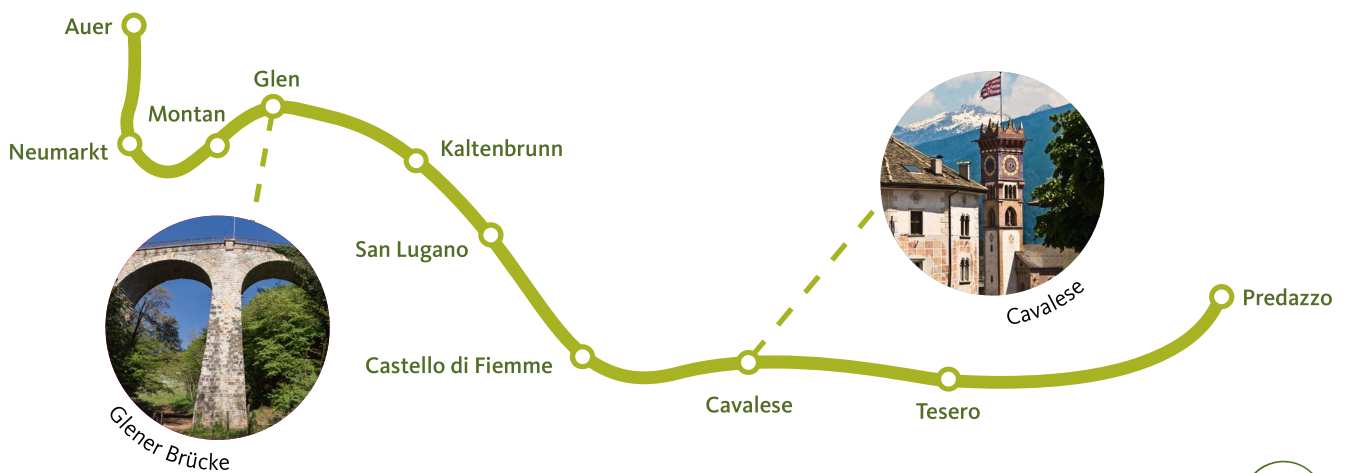 Auer
Neumarkt
Montan
Glen
Kaltenbrunn
San Lugano
Castello di Fiemme
Cavalese
Tesero
Predazzo
Glener Brücke
Cavalese